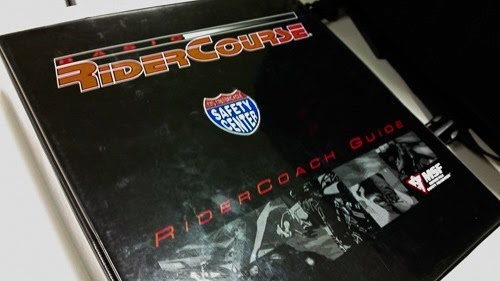 BASIC
RIDERCOURSE
SAFETY
CENTER
RIDERCOACH GUIDE
MSF